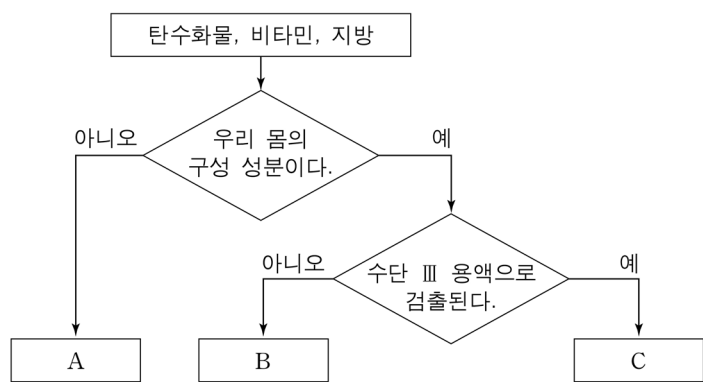 탄수화물, 비타민, 지방
아니오
우리 몸의
구성 성분이다.
예
아니오
수단 Ⅲ 용액으로
검출된다.
예
A
B
C